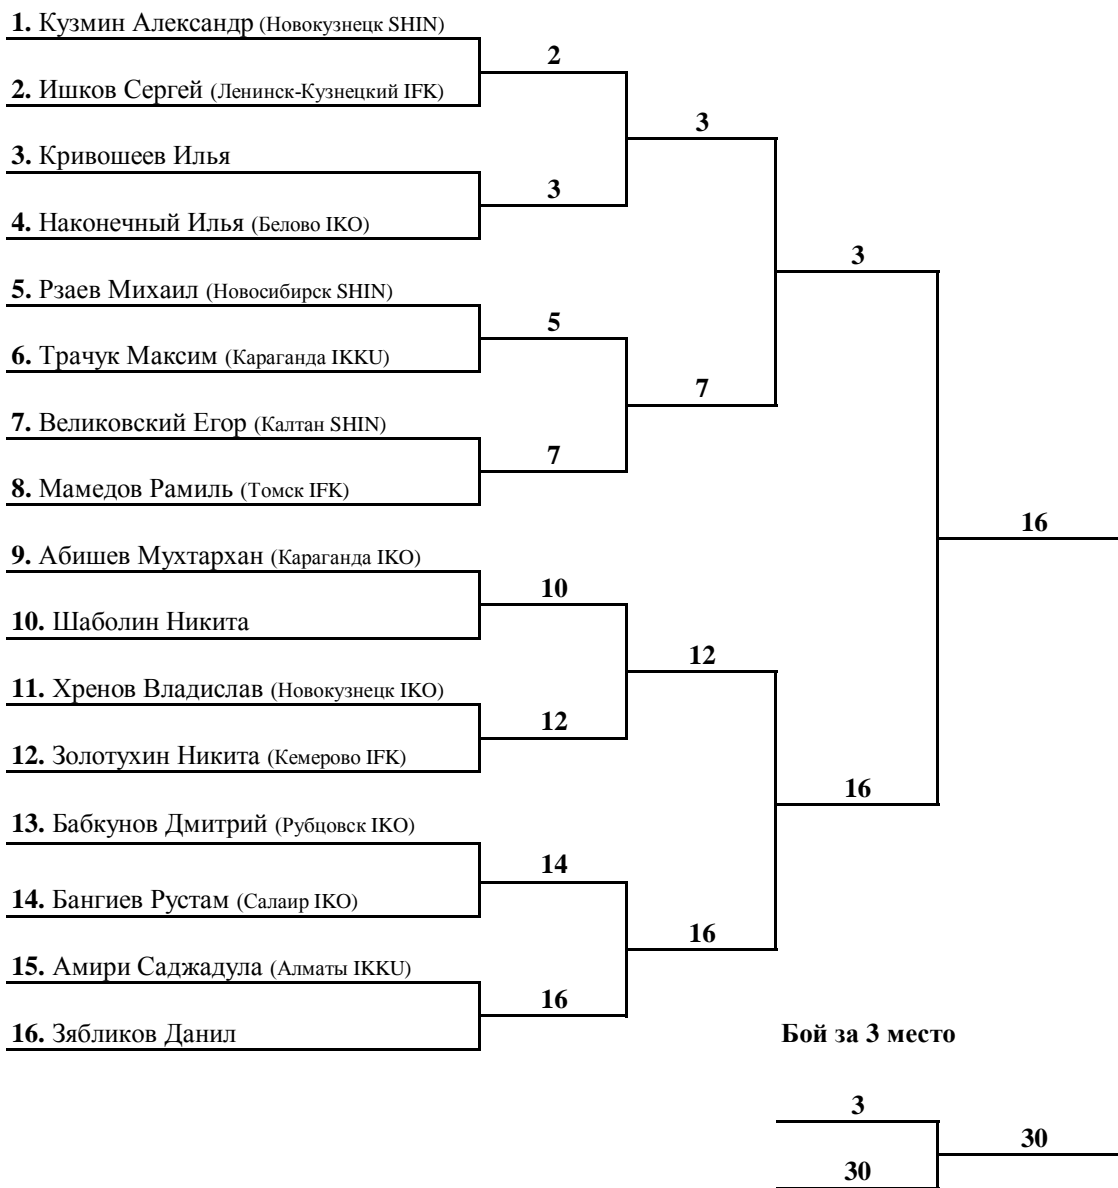 1. Кузмин Александр (Новокузнецк SHIN)
2
2. Ишков Сергей (Ленинск-Кузнецкий IFK)
3
3. Кривошеев Илья
3
4. Наконечный Илья (Белово IKO)
3
5. Рзаев Михаил (Новосибирск SHIN)
5
6. Трачук Максим (Караганда IKKU)
7
7. Великовский Егор (Калтан SHIN)
7
8. Мамедов Рамиль (Томск IFK)
16
9. Абишев Мухтархан (Караганда IKO)
10
10. Шаболин Никита
12
11. Хренов Владислав (Новокузнецк IKO)
12
12. Золотухин Никита (Кемерово IFK)
16
13. Бабкунов Дмитрий (Рубцовск IKO)
14
14. Бангиев Рустам (Салаир IKO)
16
15. Амири Саджадула (Алматы IKKU)
16
16. Зябликов Данил
Бой за 3 место
3
30
30